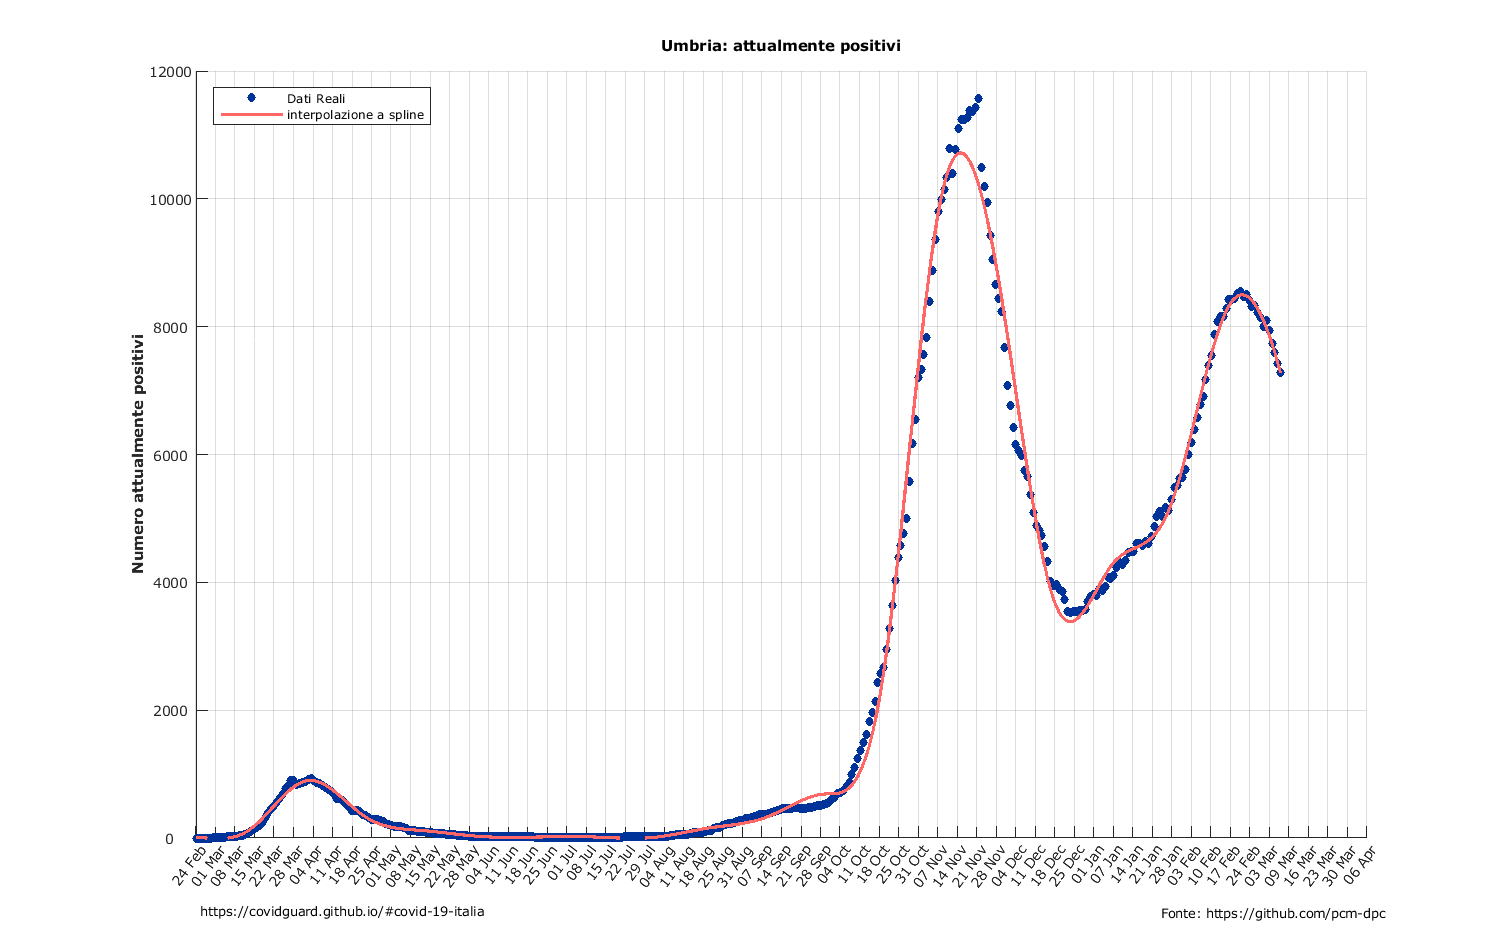 Umbria: attualmente positivi
12000
10000
8000
6000
4000
2000
0
Numero attualmente positivi
Dati Reali
interpolazione a spline
24 Feb
01 Mar
08 Mar
15 Mar
22 Mar
28 Mar
04 Apr
11 Apr
18 Apr
25 Apr
01 May
08 May
15 May
22 May
28 May
04 Jun
11 Jun
18 Jun
25 Jun
01 Jul
08 Jul
15 Jul
22 Jul
29 Jul
04 Aug
11 Aug
18 Aug
25 Aug
31 Aug
07 Sep
14 Sep
21 Sep
28 Sep
04 Oct
11 Oct
18 Oct
25 Oct
31 Oct
07 Nov
14 Nov
21 Nov
28 Nov
04 Dec
11 Dec
18 Dec
25 Dec
01 Jan
07 Jan
14 Jan
21 Jan
28 Jan
03 Feb
10 Feb
17 Feb
24 Feb
03 Mar
09 Mar
16 Mar
23 Mar
30 Mar
06 Apr
https://covidguard.github.io/#covid-19-italia
Fonte: https://github.com/pcm-dpc